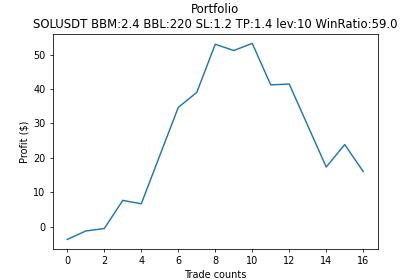 Portfolio
SOLUSDT BBM:2.4 BBL:220 SL:1.2 TP:1.4 lev:10 WinRatio:59.0
50
40
30
20
10
0
Profit ($)
0 2 4 6 8 10 12 14 16
Trade counts